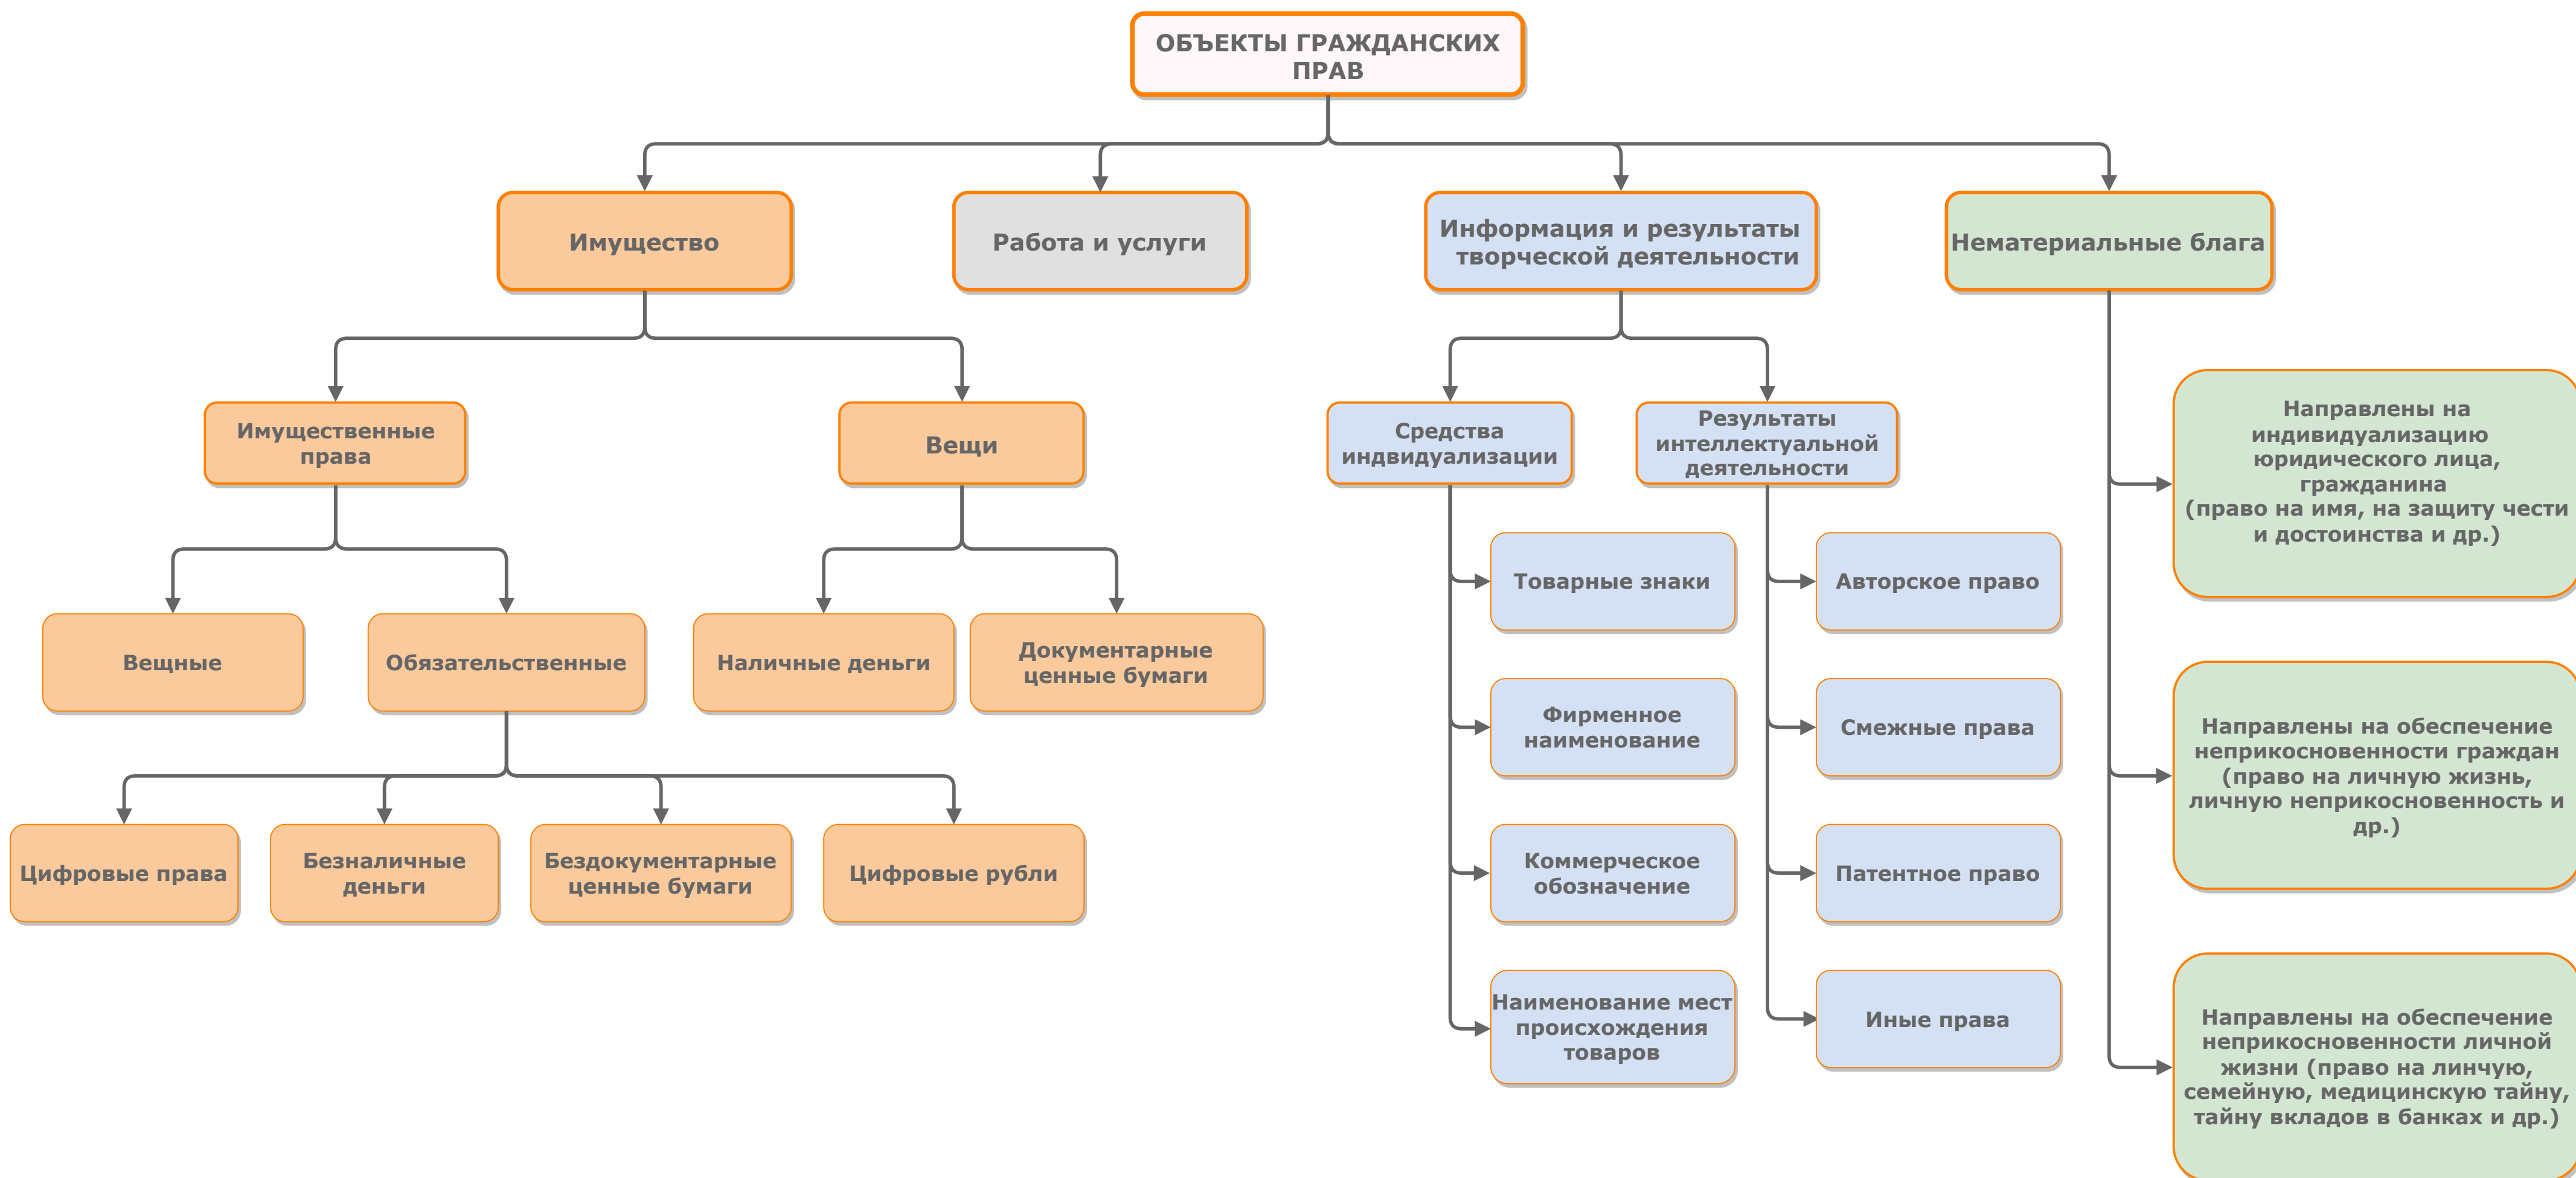 ОБЪЕКТЫ ГРАЖДАНСКИХ
ПРАВ
Имущество
Работа и услуги
Информация и результаты
творческой деятельности
Нематериальные блага
Имущественные
права
Вещи
Средства
индвидуализации
Результаты
интеллектуальной
деятельности
Направлены на
индивидуализацию
юридического лица,
гражданина
(право на имя, на защиту чести
и достоинства и др.)
Товарные знаки
Авторское право
Вещные
Обязательственные
Наличные деньги
Документарные
ценные бумаги
Фирменное
наименование
Смежные права
Направлены на обеспечение
неприкосновенности граждан
(право на личную жизнь,
личную неприкосновенность и
др.)
Цифровые права
Безналичные
деньги
Бездокументарные
ценные бумаги
Цифровые рубли
Коммерческое
обозначение
Патентное право
Наименование мест
происхождения
товаров
Иные права
Направлены на обеспечение
неприкосновенности личной
жизни (право на линчую,
семейную, медицинскую тайну,
тайну вкладов в банках и др.)